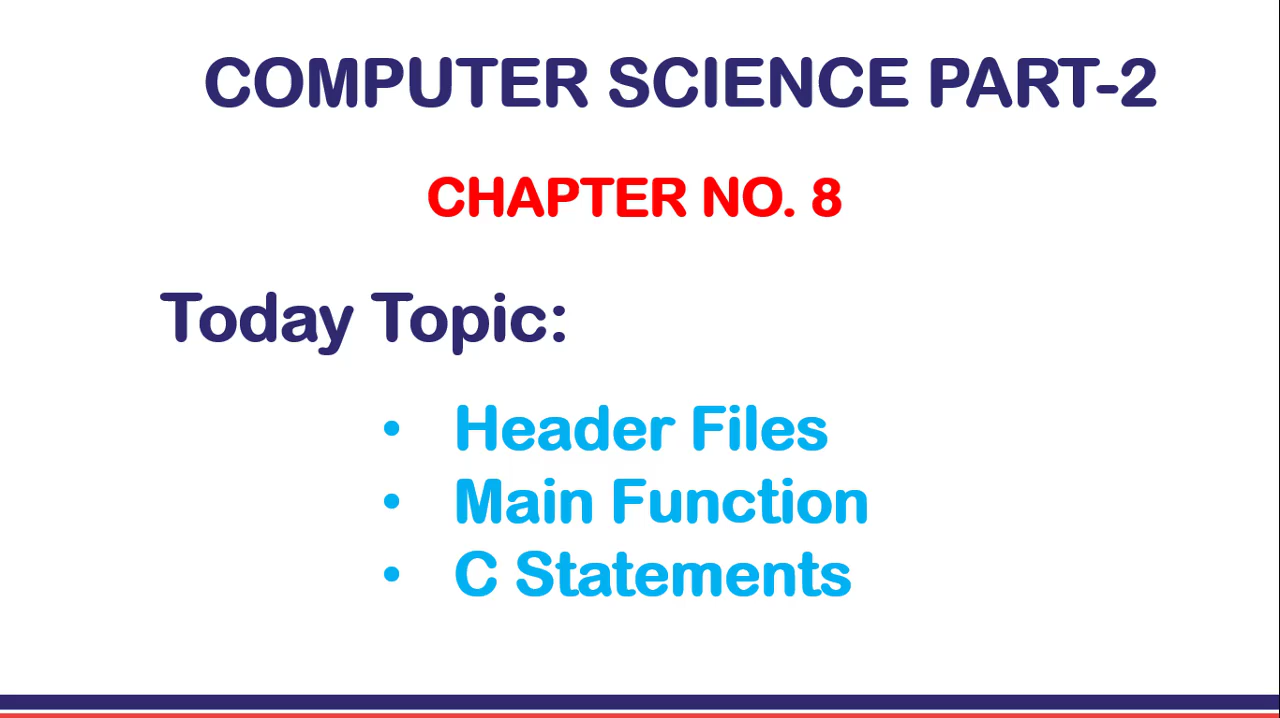 COMPUTER SCIENCE PART-2
CHAPTER NO. 8
Today Topic:
• Header Files
• Main Function
• C Statements